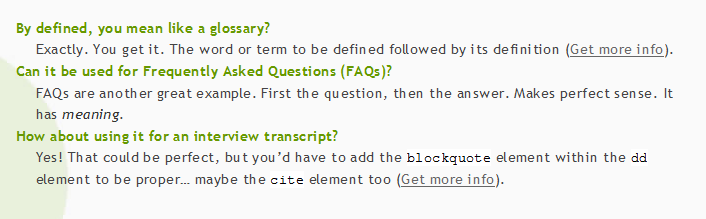 By defined, you mean like a glossary?
Exactly. You get it. The word or term to be defined followed by its definition (Get more info).
Can it be used for Frequently Asked Questions (FAQs)?
FAQs are another great example. First the question, then the answer. Makes perfect sense. It
has meaning.
How about using it for an interview transcript?
Yes! That could be perfect, but you’d have to add the blockquote element within the dd
element to be proper… maybe the cite element too (Get more info).